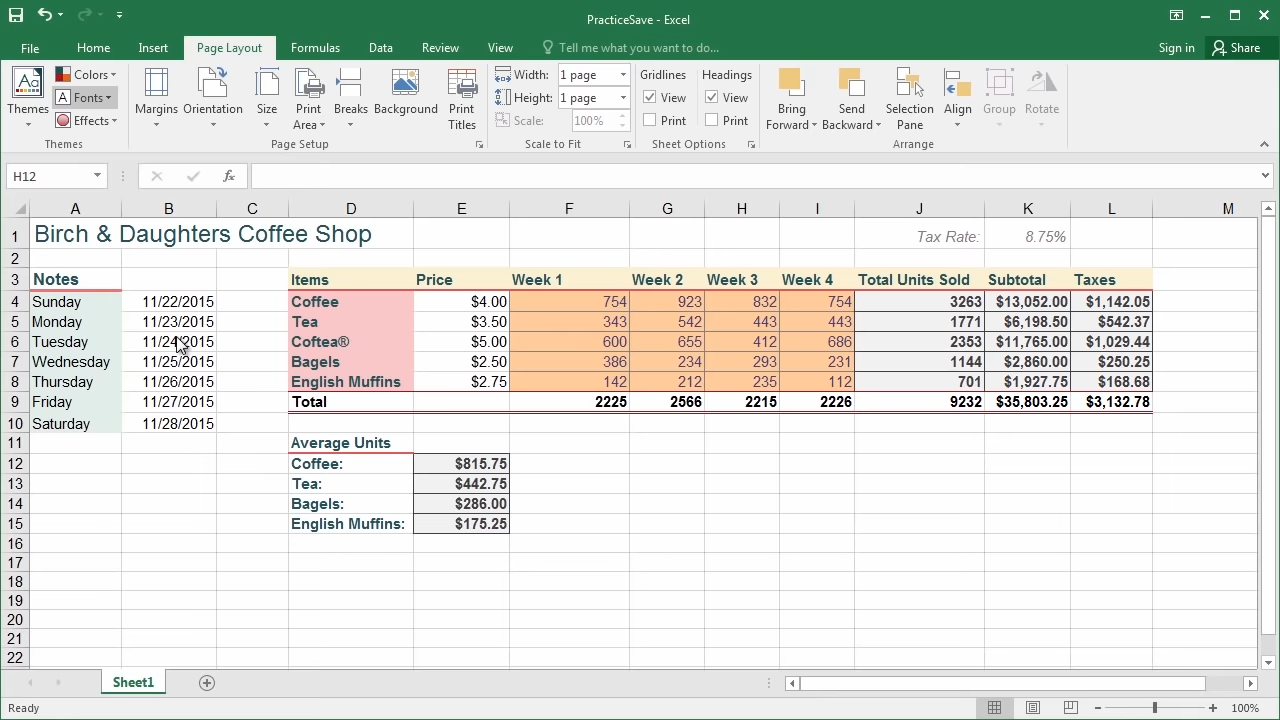 PracticeSave - Excel
File Home Insert Page Layout Formulas Data Review View Tell me what you want to do... Sign in Share
Themes Colors Fonts Effects Margins Orientation Size Print Area Breaks Background Print Titles Width: 1 page Height: 1 page Scale: 100% Gridlines View Print Headings View Print Bring Forward Send Backward Selection Pane Align Group Rotate
Themes Page Setup Scale to Fit Sheet Options Arrange
H12 fx
A B C D E F G H I J K L M
1 Birch & Daughters Coffee Shop Tax Rate: 8.75%
2
3 Notes Items Price Week 1 Week 2 Week 3 Week 4 Total Units Sold Subtotal Taxes
4 Sunday 11/22/2015 Coffee $4.00 754 923 832 754 3263 $13,052.00 $1,142.05
5 Monday 11/23/2015 Tea $3.50 343 542 443 443 1771 $6,198.50 $542.37
6 Tuesday 11/24/2015 Coftea® $5.00 600 655 412 686 2353 $11,765.00 $1,029.44
7 Wednesday 11/25/2015 Bagels $2.50 386 234 293 231 1144 $2,860.00 $250.25
8 Thursday 11/26/2015 English Muffins $2.75 142 212 235 112 701 $1,927.75 $168.68
9 Friday 11/27/2015 Total 2225 2566 2215 2226 9232 $35,803.25 $3,132.78
10 Saturday 11/28/2015
11 Average Units
12 Coffee: $815.75
13 Tea: $442.75
14 Bagels: $286.00
15 English Muffins: $175.25
16
17
18
19
20
21
22
Sheet1
Ready 100%